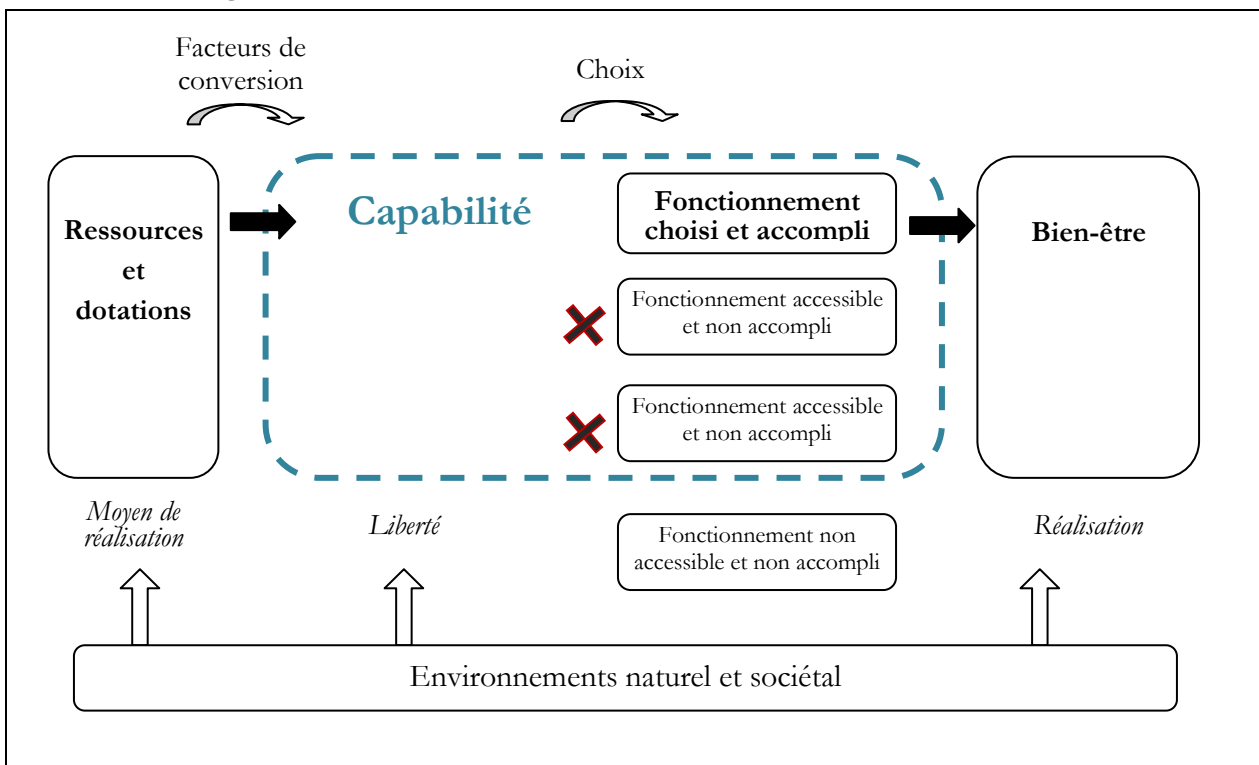 Facteurs de
conversion
Choix
Ressources
et
dotations
Capabilité
Fonctionnement
choisi et accompli
Bien-être
Fonctionnement accessible
et non accompli
Fonctionnement accessible
et non accompli
Moyen de
réalisation
Liberté
Fonctionnement non
accessible et non accompli
Réalisation
Environnements naturel et sociétal